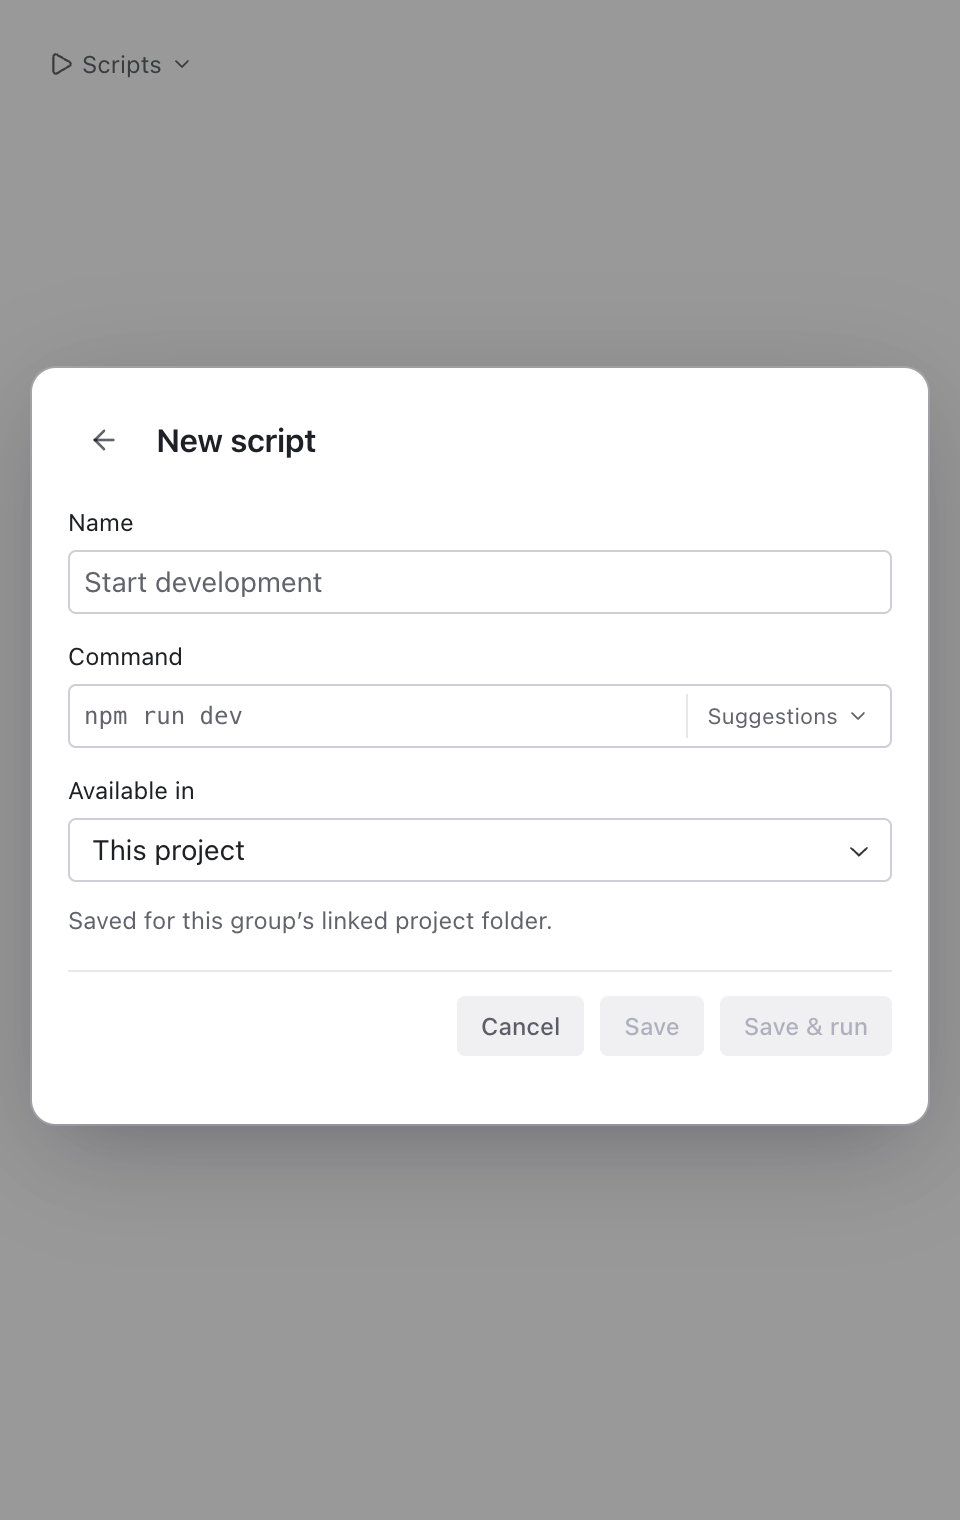 Scripts
New script
Name
Start development
Command
npm run dev
Suggestions
Available in
This project
Saved for this group’s linked project folder.
Cancel
Save
Save & run